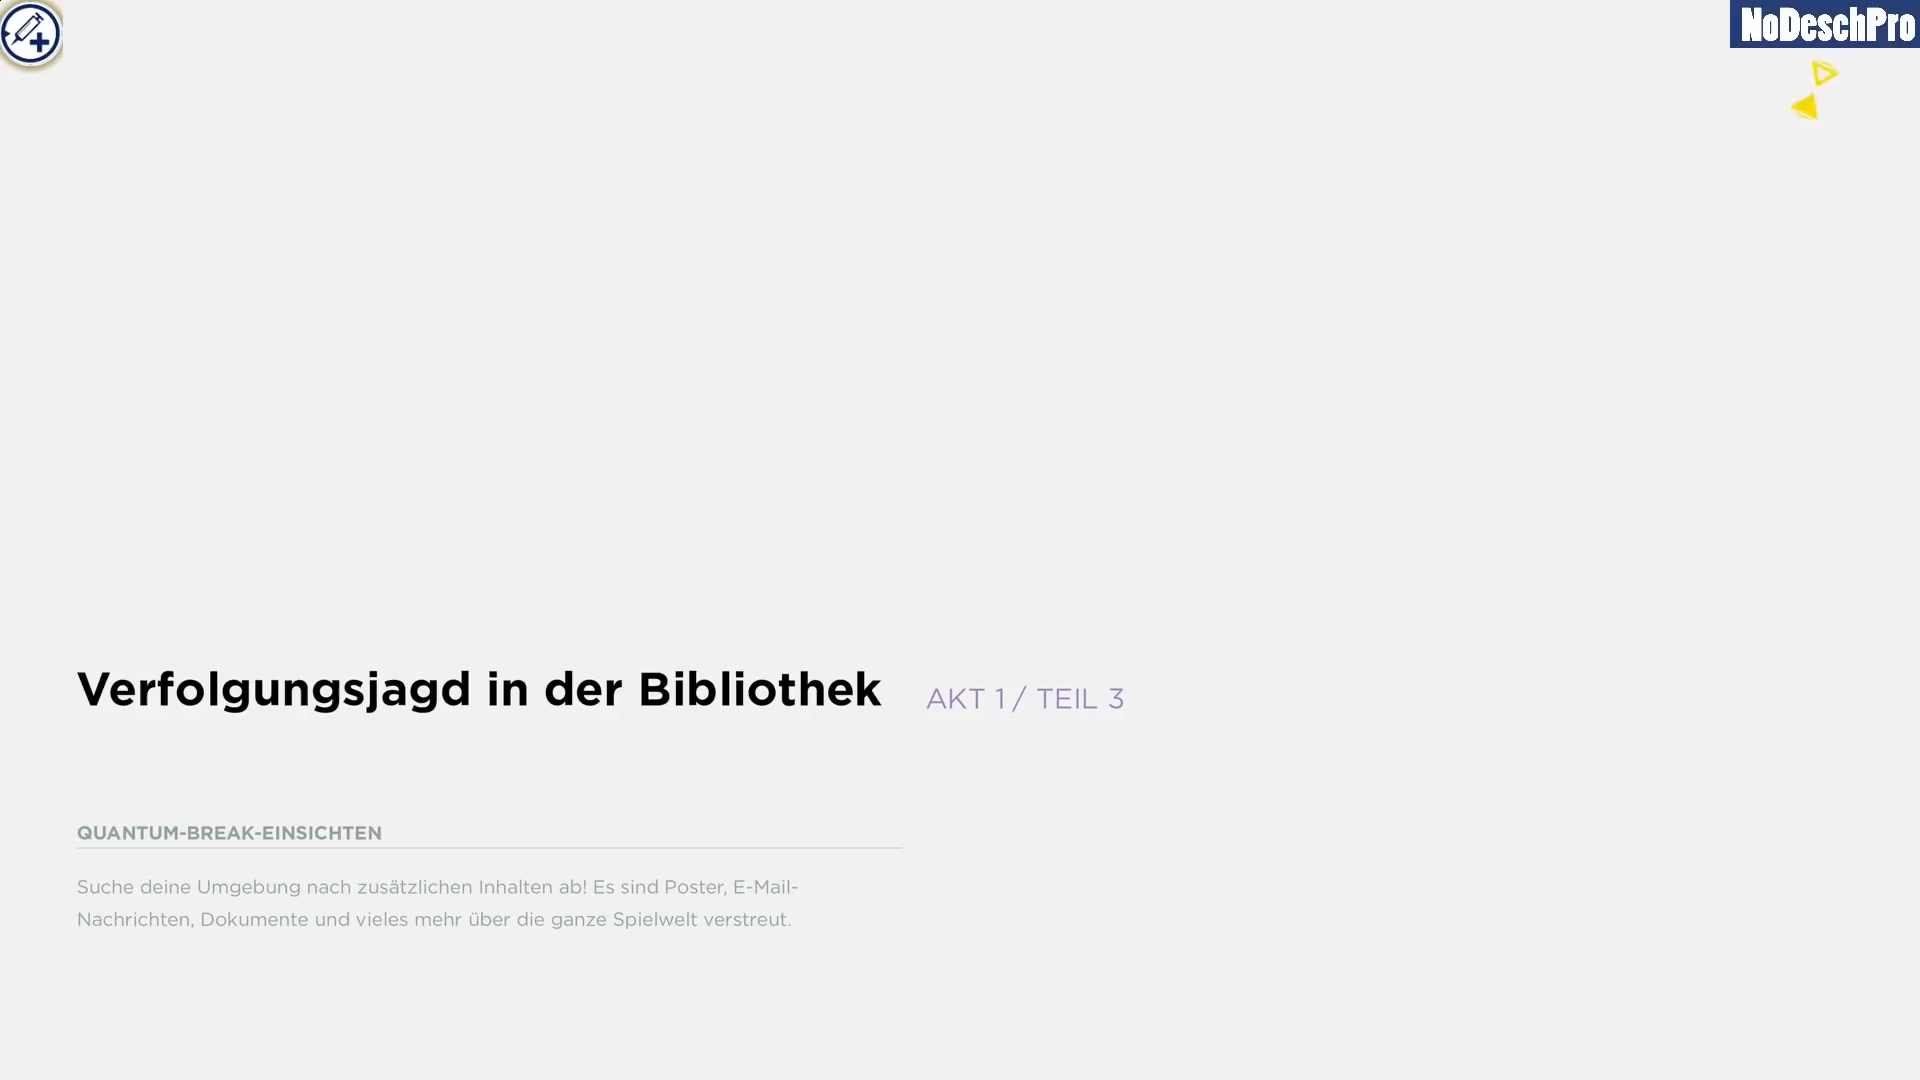 NoDeschPro
Verfolgungsjagd in der Bibliothek
AKT 1 / TEIL 3
QUANTUM-BREAK-EINSICHTEN
Suche deine Umgebung nach zusätzlichen Inhalten ab! Es sind Poster, E-Mail-
Nachrichten, Dokumente und vieles mehr über die ganze Spielwelt verstreut.